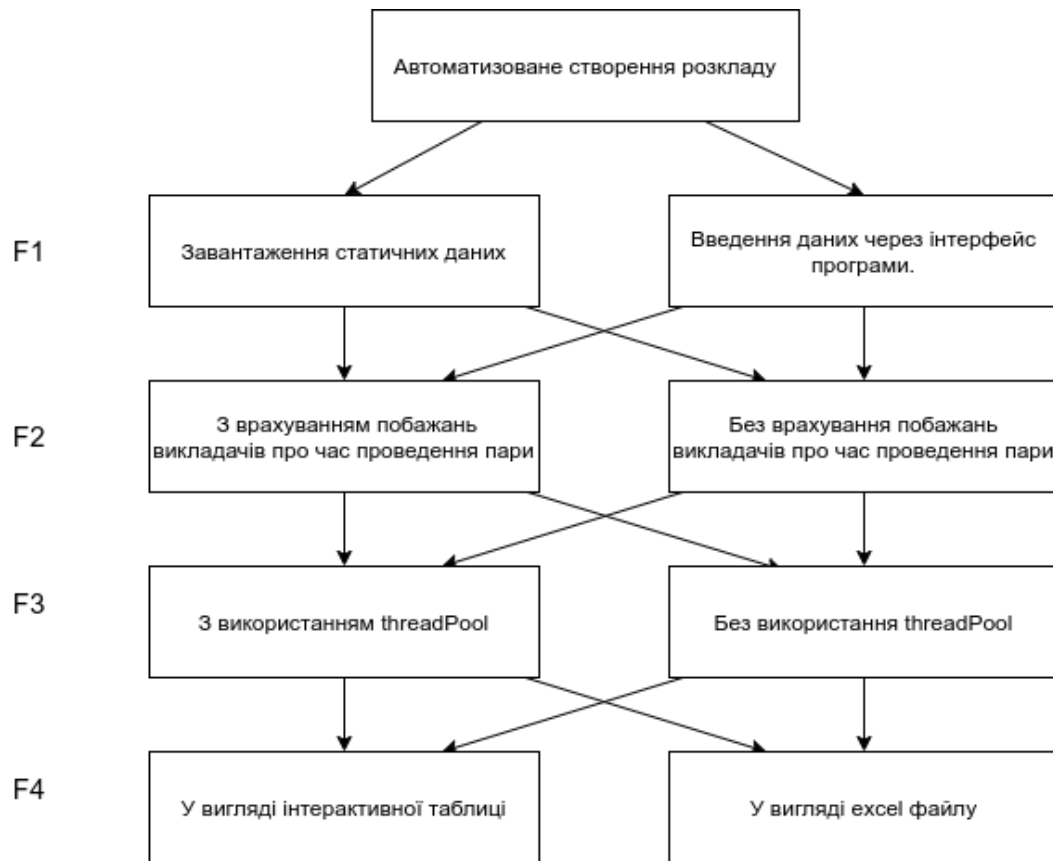 Автоматизоване створення розкладу
F1
Завантаження статичних даних
Введення даних через інтерфейс
програми.
F2
З врахуванням побажань
викладачів про час проведення пари
Без врахування побажань
викладачів про час проведення пари
F3
З використанням threadPool
Без використання threadPool
F4
У вигляді інтерактивної таблиці
У вигляді excel файлу